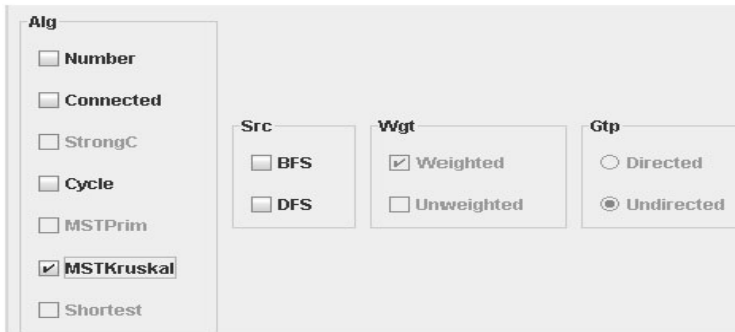 Alg
Number
Connected
StrongC
Cycle
MSTPrim
MSTKruskal
Shortest
Src
BFS
DFS
Wgt
Weighted
Unweighted
Gtp
Directed
Undirected